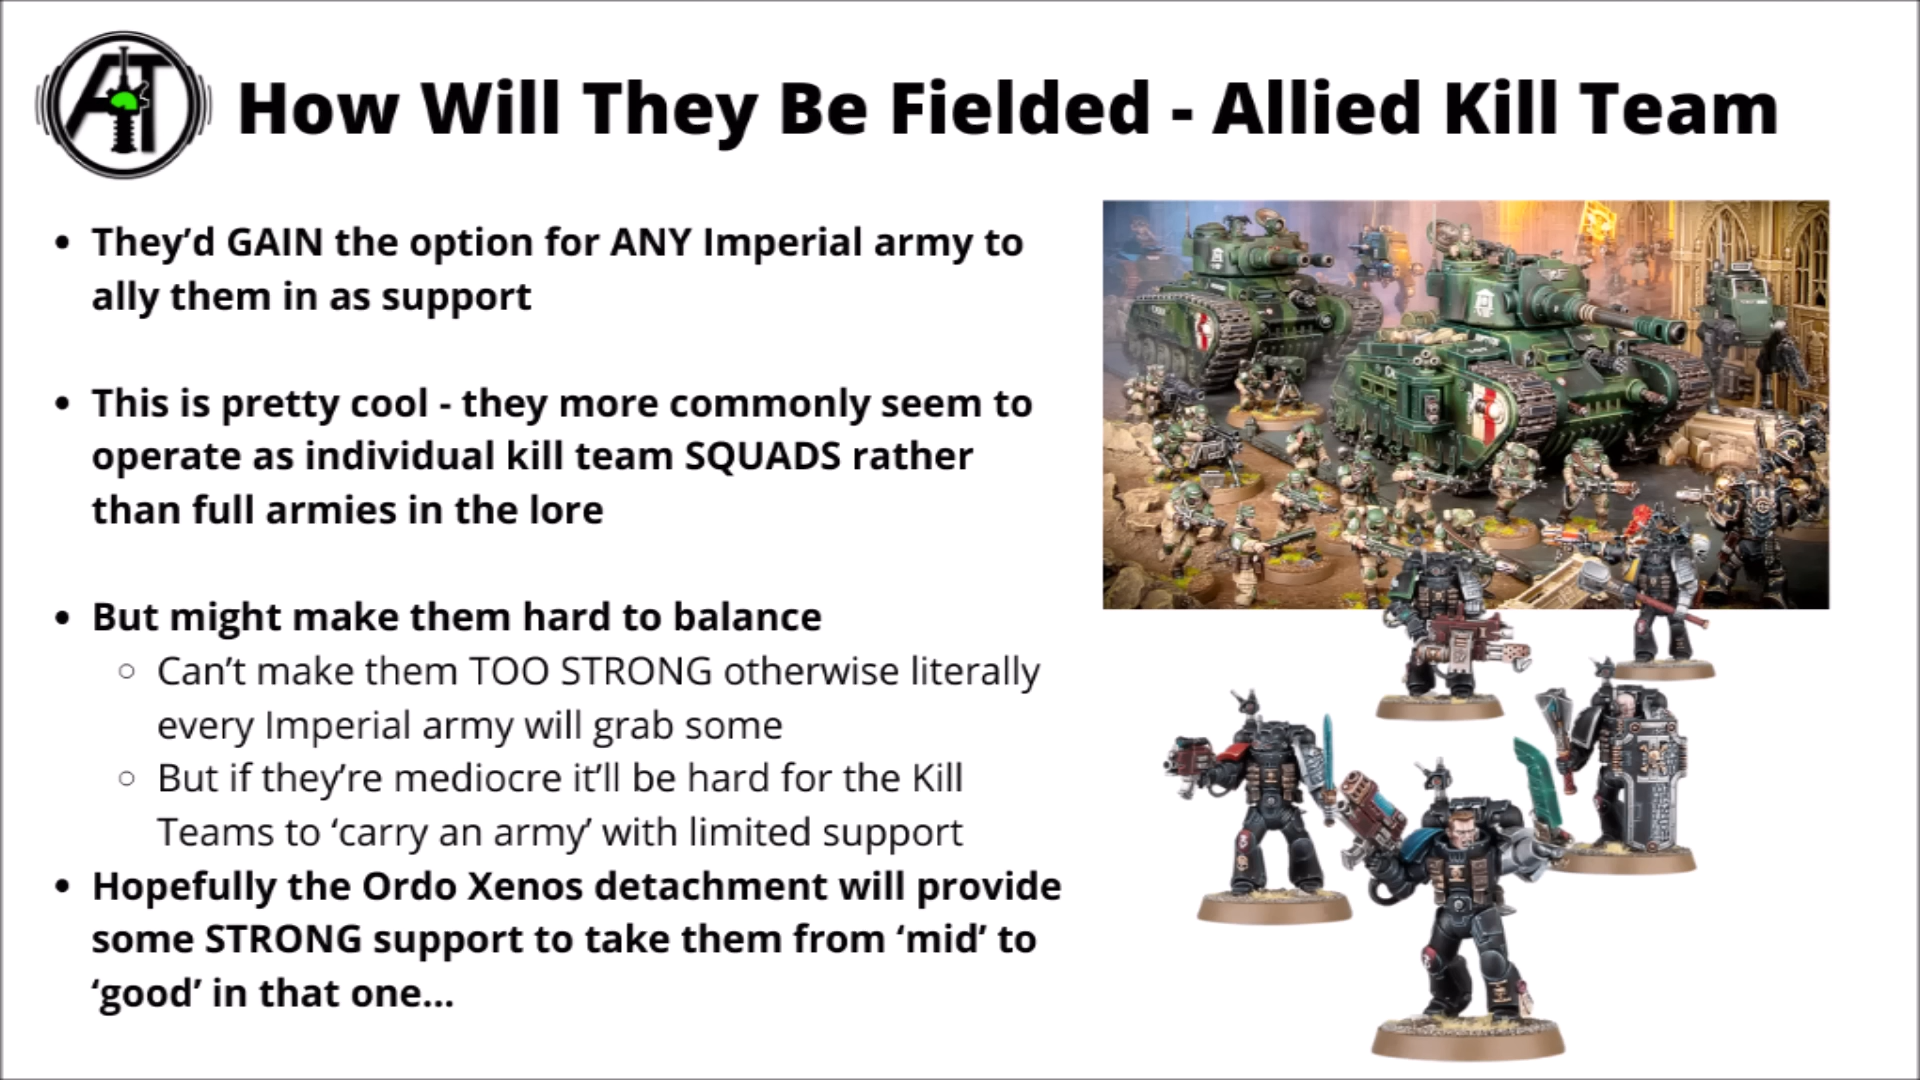 AT
How Will They Be Fielded - Allied Kill Team
• They’d GAIN the option for ANY Imperial army to
ally them in as support
• This is pretty cool - they more commonly seem to
operate as individual kill team SQUADS rather
than full armies in the lore
• But might make them hard to balance
○ Can’t make them TOO STRONG otherwise literally
every Imperial army will grab some
○ But if they’re mediocre it’ll be hard for the Kill
Teams to ‘carry an army’ with limited support
• Hopefully the Ordo Xenos detachment will provide
some STRONG support to take them from ‘mid’ to
‘good’ in that one...